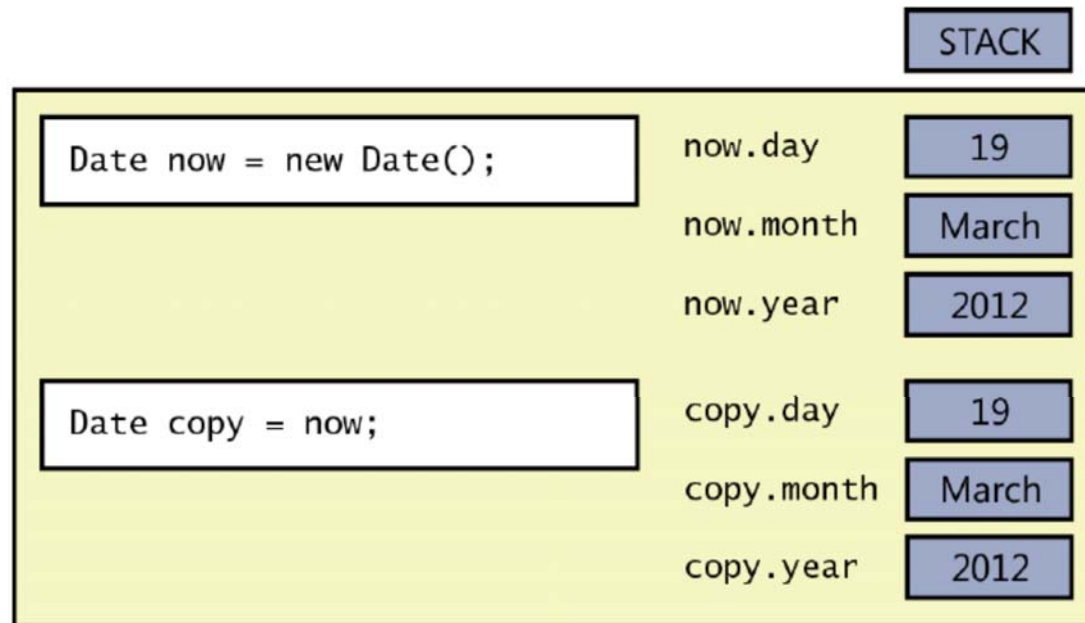 STACK
Date now = new Date();
now.day
19
now.month
March
now.year
2012
Date copy = now;
copy.day
19
copy.month
March
copy.year
2012